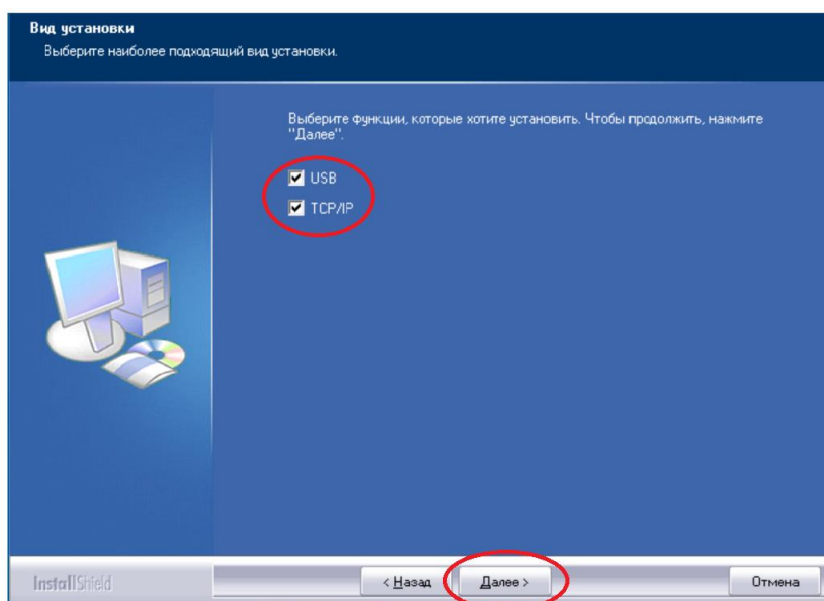 Вид установки
Выберите наиболее подходящий вид установки.
Выберите функции, которые хотите установить. Чтобы продолжить, нажмите
"Далее".
USB
TCP/IP
InstallShield
< Назад
Далее >
Отмена